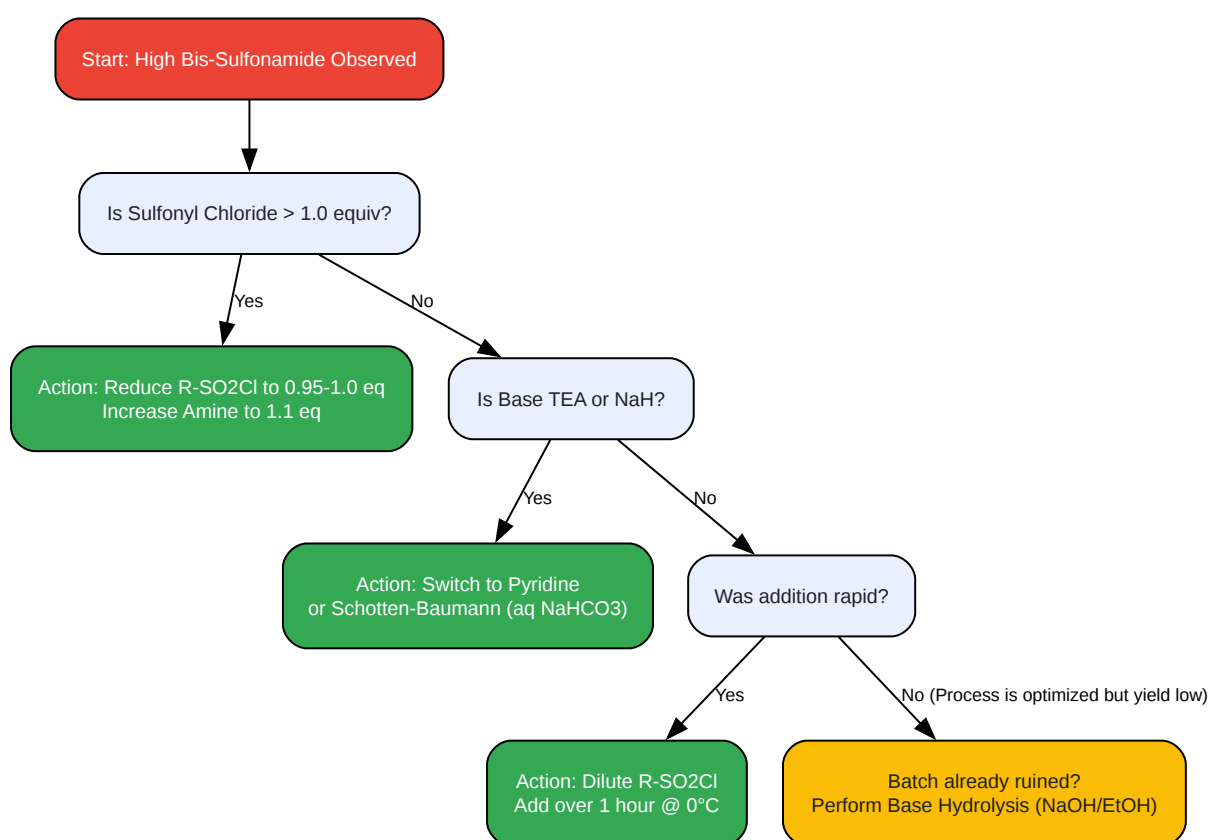 Start: High Bis-Sulfonamide Observed
Is Sulfonyl Chloride > 1.0 equiv?
Yes
No
Action: Reduce R-SO2Cl to 0.95-1.0 eq
Increase Amine to 1.1 eq
Is Base TEA or NaH?
Yes
No
Action: Switch to Pyridine
or Schotten-Baumann (aq NaHCO3)
Was addition rapid?
Yes
No (Process is optimized but yield low)
Action: Dilute R-SO2Cl
Add over 1 hour @ 0°C
Batch already ruined?
Perform Base Hydrolysis (NaOH/EtOH)